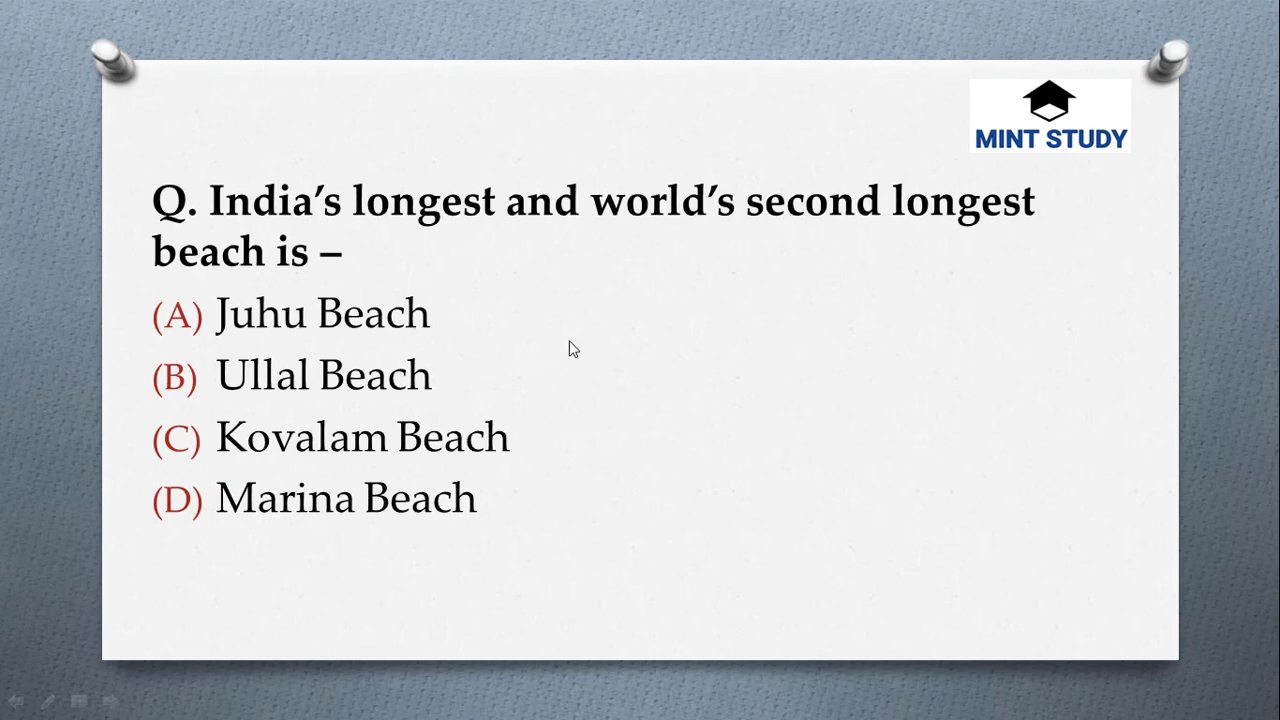 MINT STUDY
Q. India’s longest and world’s second longest
beach is –
(A) Juhu Beach
(B) Ullal Beach
(C) Kovalam Beach
(D) Marina Beach